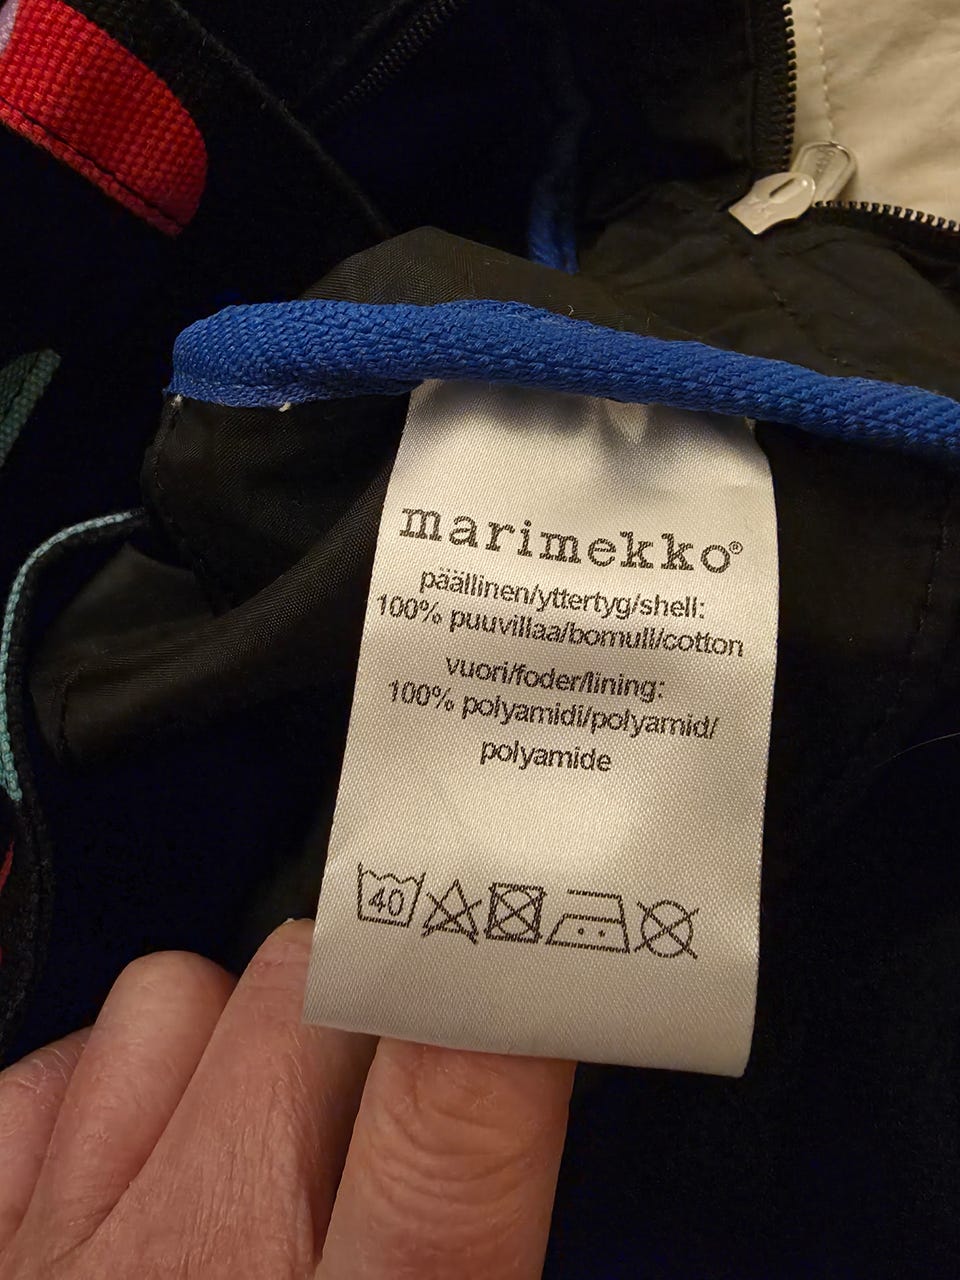 marimekko®
päällinen/yttertyg/shell:
100% puuvillaa/bomull/cotton
vuori/foder/lining:
100% polyamidi/polyamid/
polyamide
40